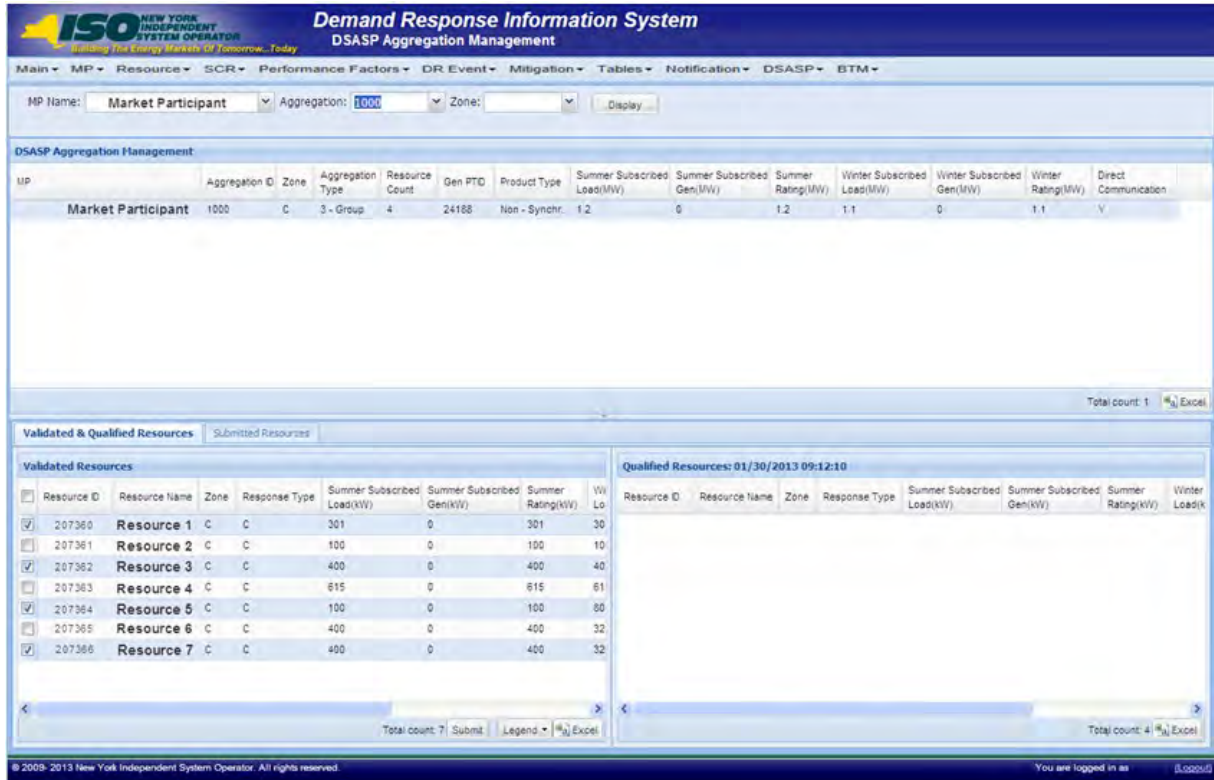 ISO NEW YORK INDEPENDENT SYSTEM OPERATOR
Building The Energy Markets Of Tomorrow...Today
Demand Response Information System
DSASP Aggregation Management
Main MP Resource SCR Performance Factors DR Event Mitigation Tables Notification DSASP BTM
MP Name: Market Participant Aggregation: 1000 Zone: Display
DSASP Aggregation Management
MP Aggregation ID Zone Aggregation Type Resource Count Gen PTID Product Type Summer Subscribed Load(MW) Summer Subscribed Gen(MW) Summer Rating(MW) Winter Subscribed Load(MW) Winter Subscribed Gen(MW) Winter Rating(MW) Direct Communication
Market Participant 1000 C 3 - Group 4 24188 Non - Synchr. 1.2 0 1.2 1.1 0 1.1 Y
Total count: 1 Excel
Validated & Qualified Resources Submitted Resources
Validated Resources
Resource ID Resource Name Zone Response Type Summer Subscribed Load(kW) Summer Subscribed Gen(kW) Summer Rating(kW) Wi Lo
207360 Resource 1 C C 301 0 301 30
207361 Resource 2 C C 100 0 100 10
207362 Resource 3 C C 400 0 400 40
207363 Resource 4 C C 615 0 615 61
207364 Resource 5 C C 100 0 100 80
207365 Resource 6 C C 400 0 400 32
207366 Resource 7 C C 400 0 400 32
Total count: 7 Submit Legend Excel
Qualified Resources: 01/30/2013 09:12:10
Resource ID Resource Name Zone Response Type Summer Subscribed Load(kW) Summer Subscribed Gen(kW) Summer Rating(kW) Winter Load(k
Total count: 4 Excel
© 2009- 2013 New York Independent System Operator. All rights reserved.
You are logged in as (Logout)